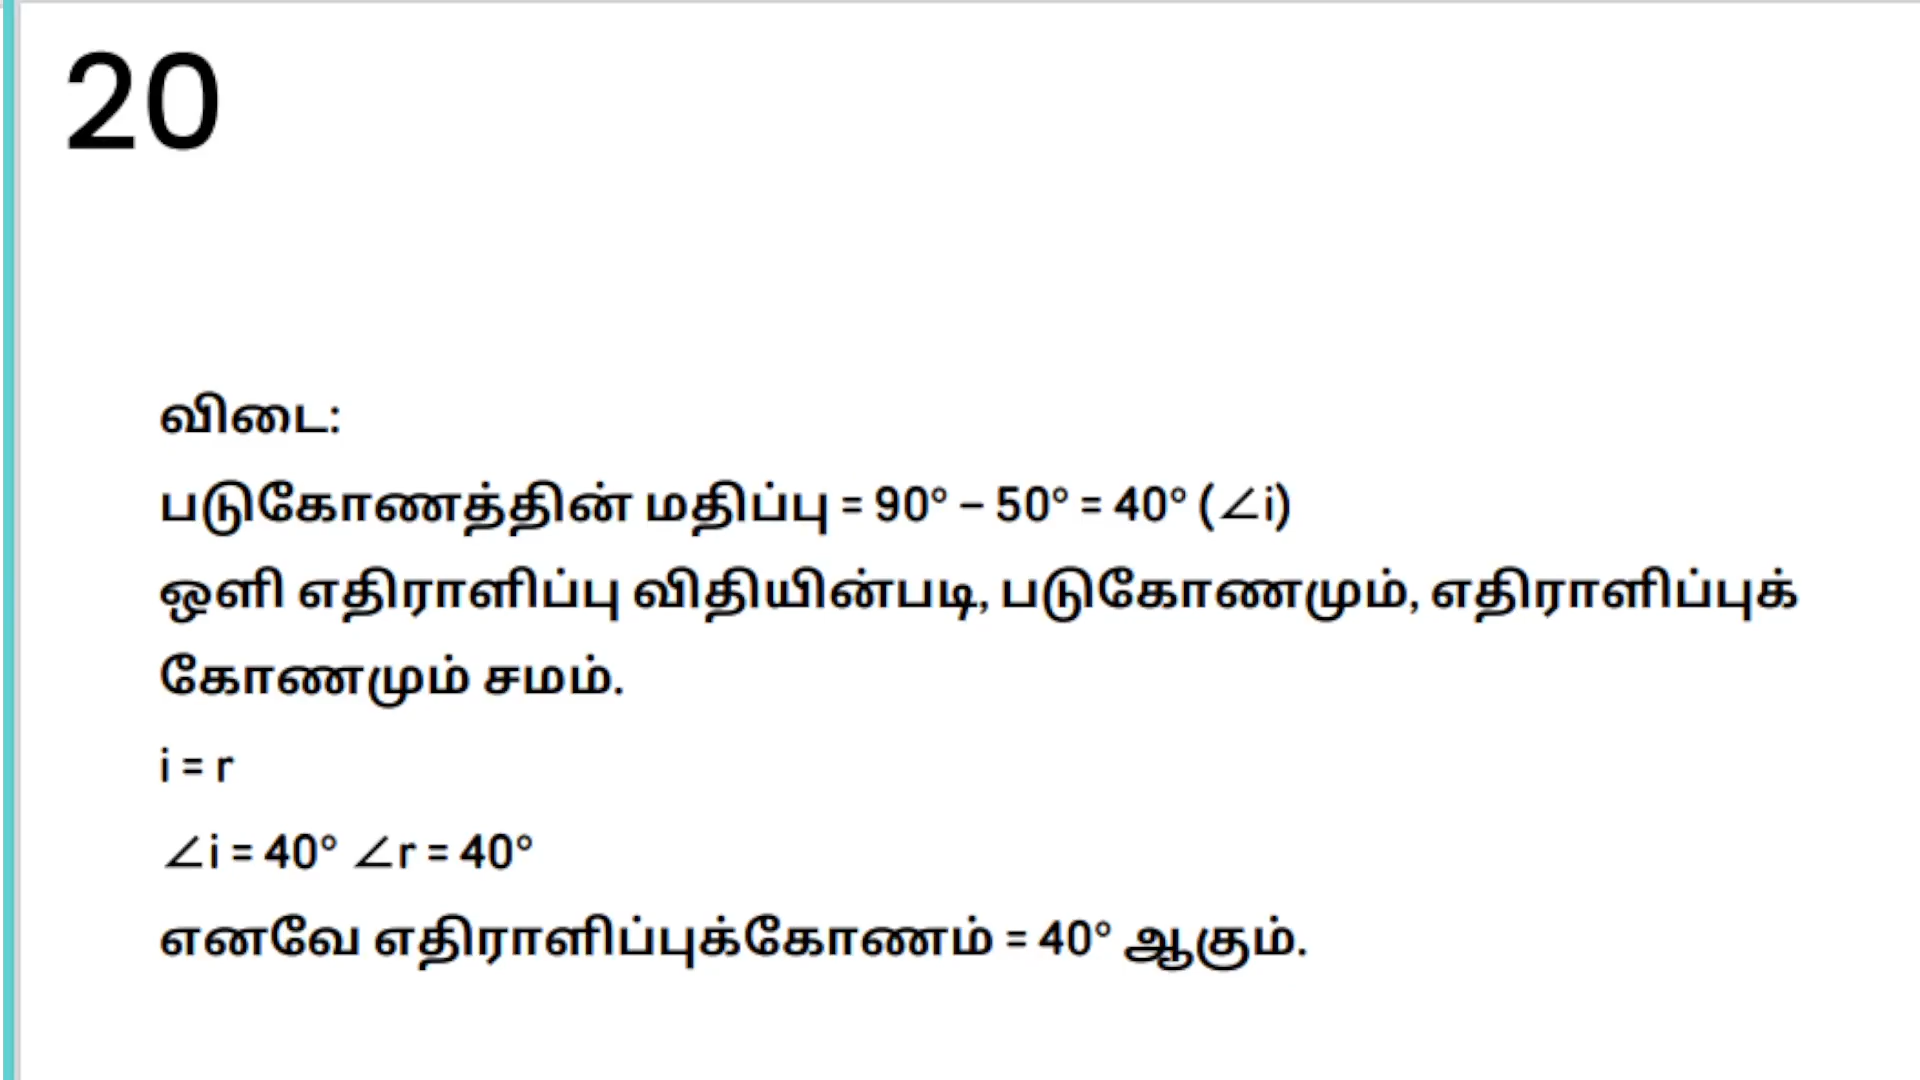 20
விடை:
படுகோணத்தின் மதிப்பு = 90° – 50° = 40° (∠i)
ஒளி எதிராளிப்பு விதியின்படி, படுகோணமும், எதிராளிப்புக்
கோணமும் சமம்.
i = r
∠i = 40° ∠r = 40°
எனவே எதிராளிப்புக்கோணம் = 40° ஆகும்.